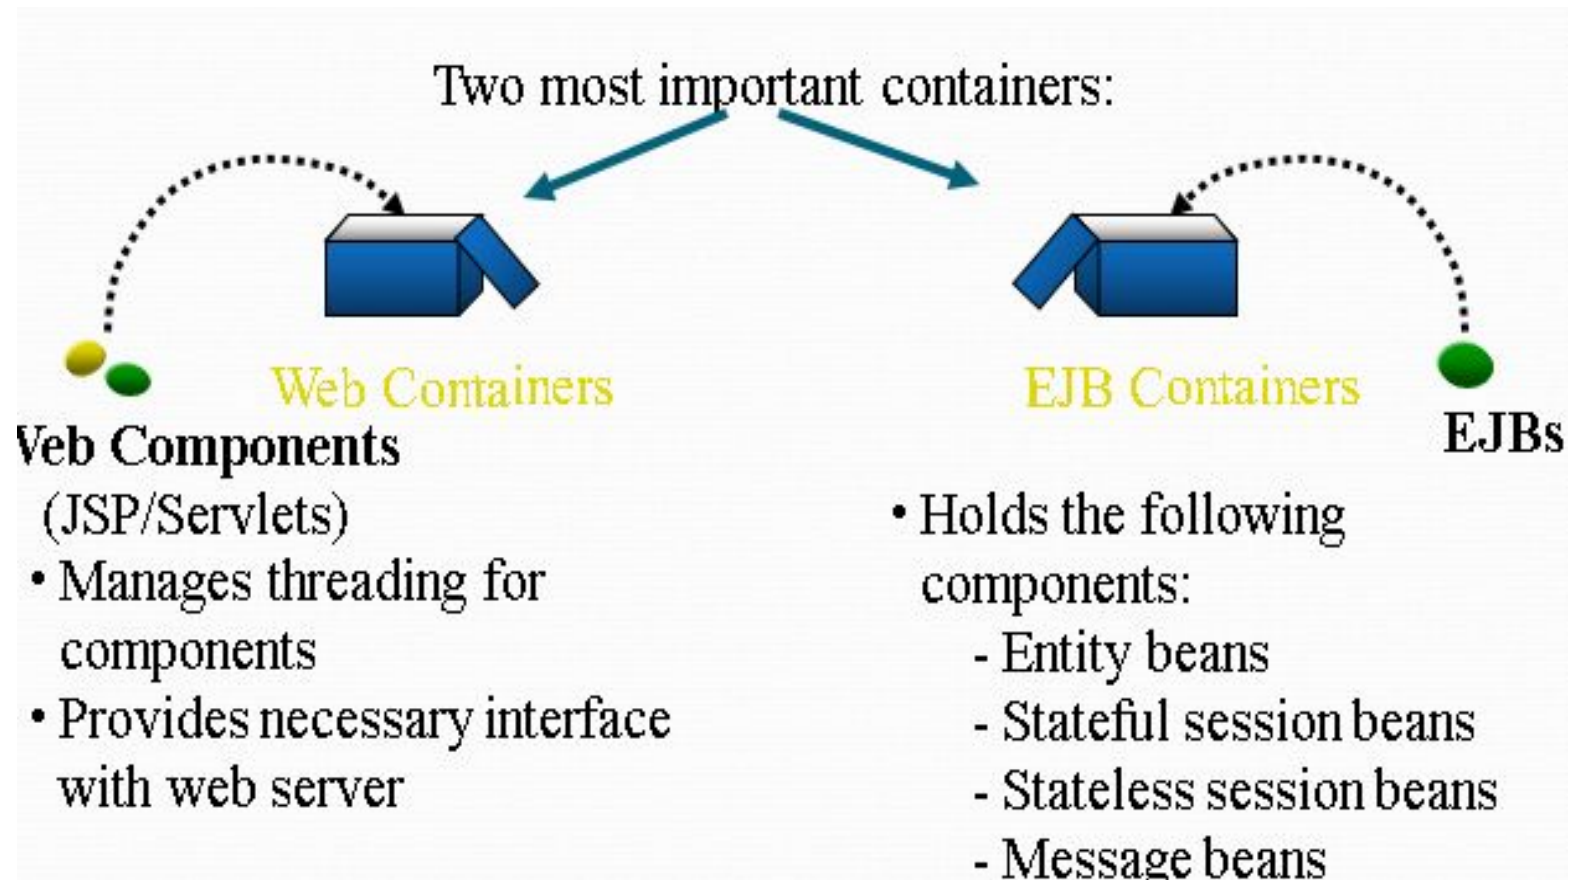 Two most important containers:
Web Containers
Web Components
(JSP/Servlets)
• Manages threading for
components
• Provides necessary interface
with web server
EJB Containers
EJBs
• Holds the following
components:
- Entity beans
- Stateful session beans
- Stateless session beans
- Message beans